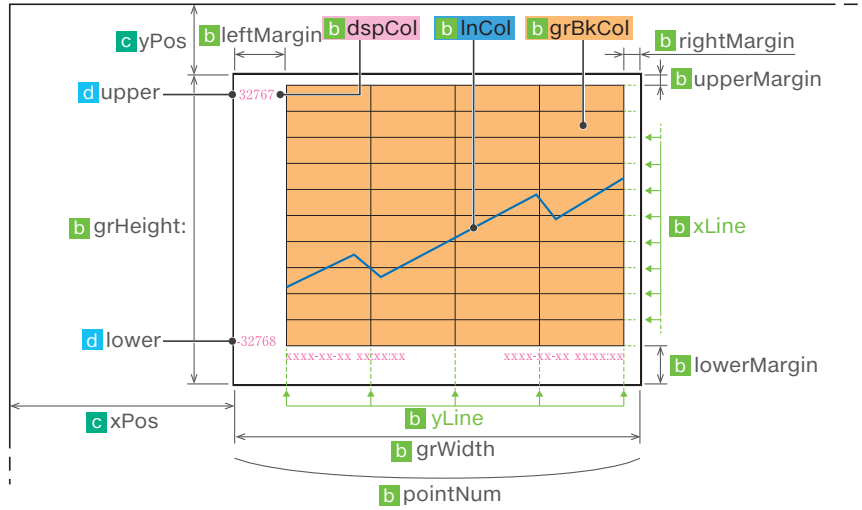 c yPos
b leftMargin
b dspCol
b lnCol
b grBkCol
b rightMargin
b upperMargin
d upper
32767
b grHeight:
b xLine
d lower
-32768
xxxx-xx-xx xx:xx:xx
xxxx-xx-xx xx:xx:xx
b lowerMargin
c xPos
b yLine
b grWidth
b pointNum